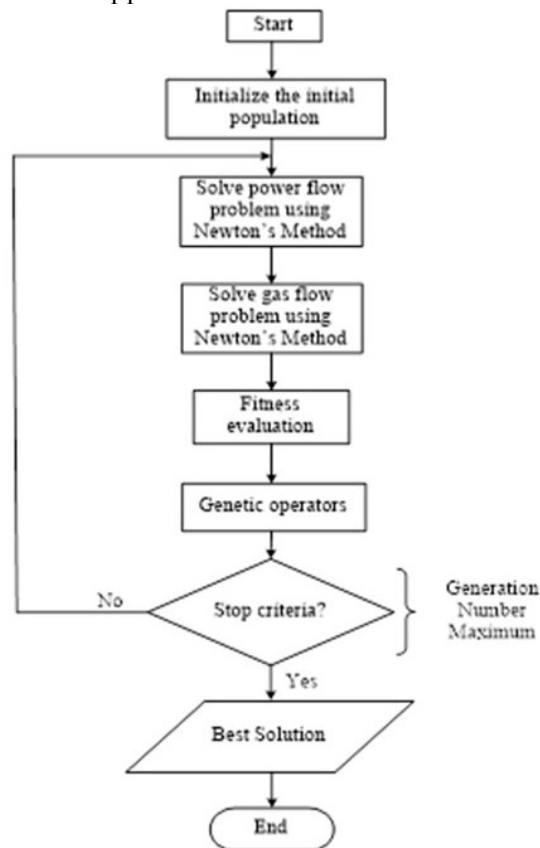 Start
Initialize the initial
population
Solve power flow
problem using
Newton's Method
Solve gas flow
problem using
Newton's Method
Fitness
evaluation
Genetic operators
Stop criteria?
No
Generation
Number
Maximum
Yes
Best Solution
End